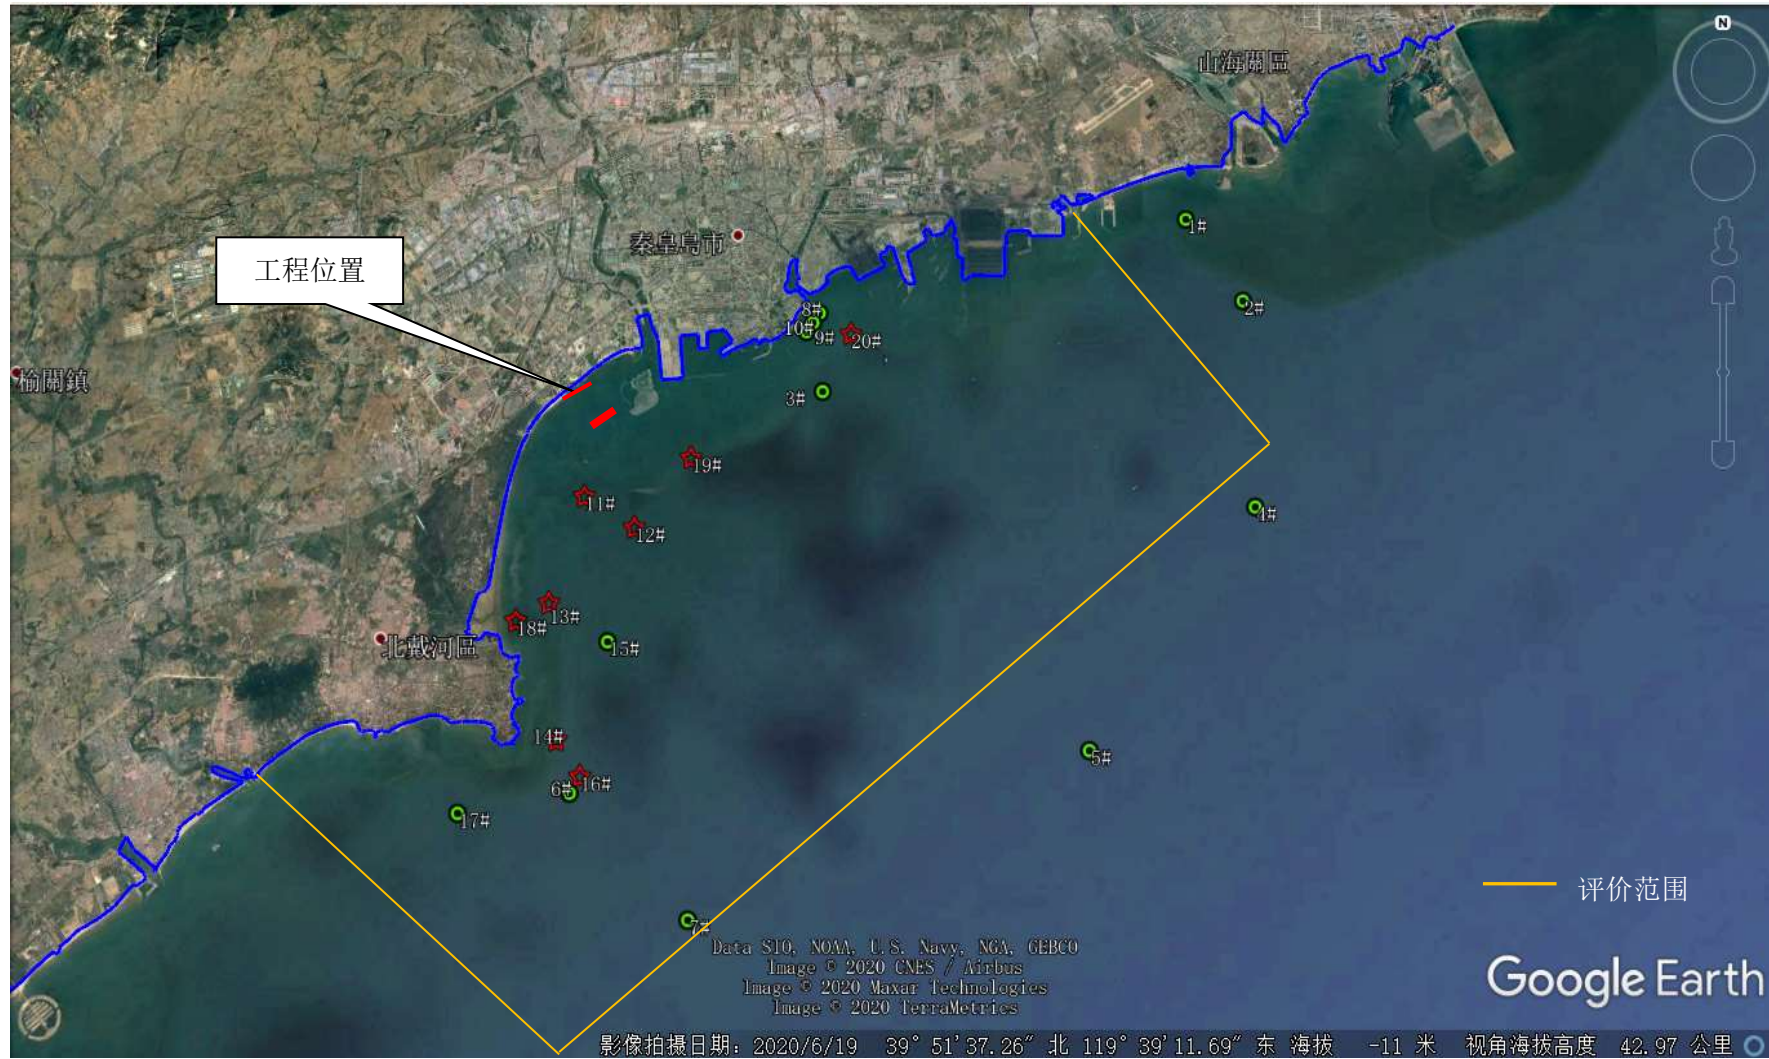 N
山海關區
1#
秦皇島市
工程位置
2#
8#
10#
9#
20#
榆關鎮
3#
19#
11#
4#
12#
13#
18#
北戴河區
15#
14#
5#
6#
16#
17#
评价范围
7#
Data SIO, NOAA, U.S. Navy, NGA, GEBCO
Image © 2020 CNES / Airbus
Image © 2020 Maxar Technologies
Image © 2020 TerraMetrics
Google Earth
影像拍摄日期: 2020/6/19 39°51'37.26" 北 119°39'11.69" 东 海拔 -11 米 视角海拔高度 42.97 公里